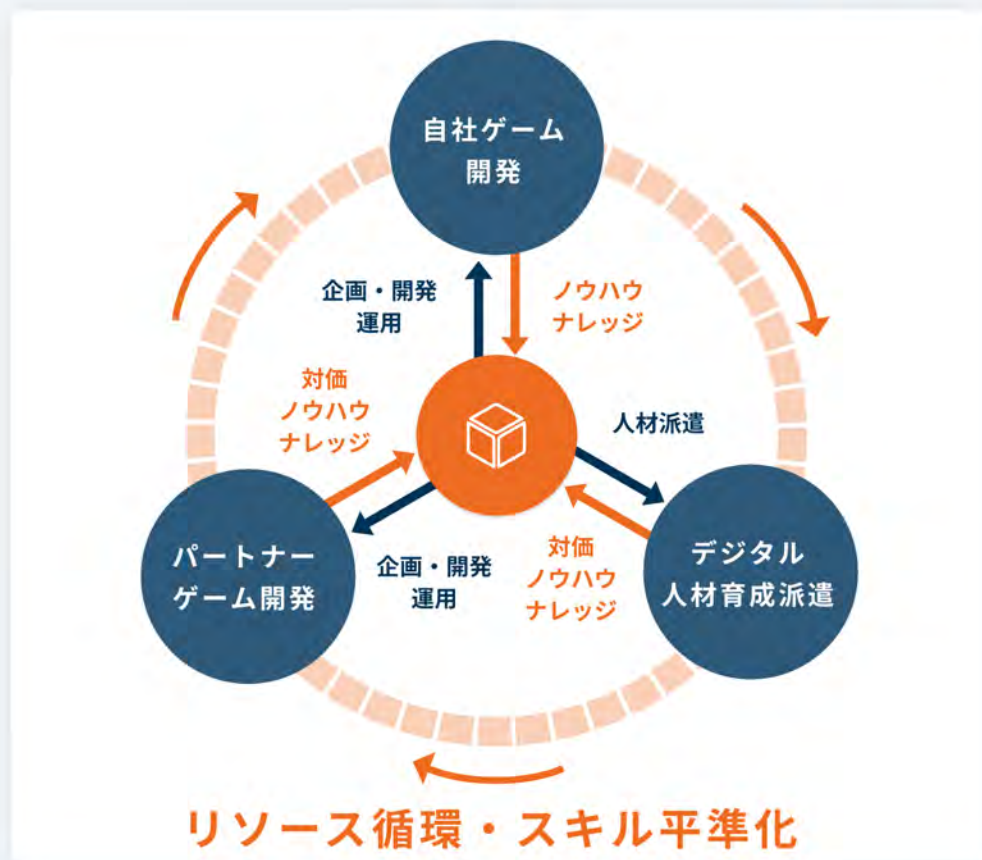 自社ゲーム
開発
企画・開発
運用
ノウハウ
ナレッジ
対価
ノウハウ
ナレッジ
人材派遣
パートナー
ゲーム開発
企画・開発
運用
対価
ノウハウ
ナレッジ
デジタル
人材育成派遣
リソース循環・スキル平準化